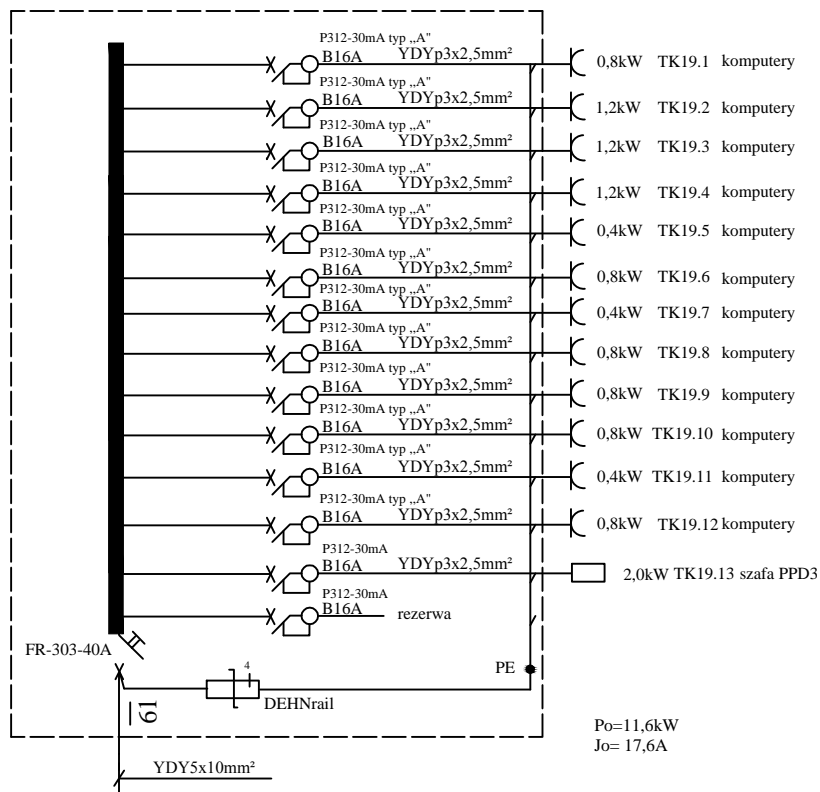 P312-30mA typ „A"
B16A YDYp3x2,5mm² 0,8kW TK19.1 komputery
P312-30mA typ „A"
B16A YDYp3x2,5mm² 1,2kW TK19.2 komputery
P312-30mA typ „A"
B16A YDYp3x2,5mm² 1,2kW TK19.3 komputery
P312-30mA typ „A"
B16A YDYp3x2,5mm² 1,2kW TK19.4 komputery
P312-30mA typ „A"
B16A YDYp3x2,5mm² 0,4kW TK19.5 komputery
P312-30mA typ „A"
B16A YDYp3x2,5mm² 0,8kW TK19.6 komputery
P312-30mA typ „A"
B16A YDYp3x2,5mm² 0,4kW TK19.7 komputery
P312-30mA typ „A"
B16A YDYp3x2,5mm² 0,8kW TK19.8 komputery
P312-30mA typ „A"
B16A YDYp3x2,5mm² 0,8kW TK19.9 komputery
P312-30mA typ „A"
B16A YDYp3x2,5mm² 0,8kW TK19.10 komputery
P312-30mA typ „A"
B16A YDYp3x2,5mm² 0,4kW TK19.11 komputery
P312-30mA typ „A"
B16A YDYp3x2,5mm² 0,8kW TK19.12 komputery
P312-30mA
B16A YDYp3x2,5mm² 2,0kW TK19.13 szafa PPD3
P312-30mA
B16A rezerwa
FR-303-40A
PE
4
DEHNrail
19
Po=11,6kW
Jo= 17,6A
YDY5x10mm²